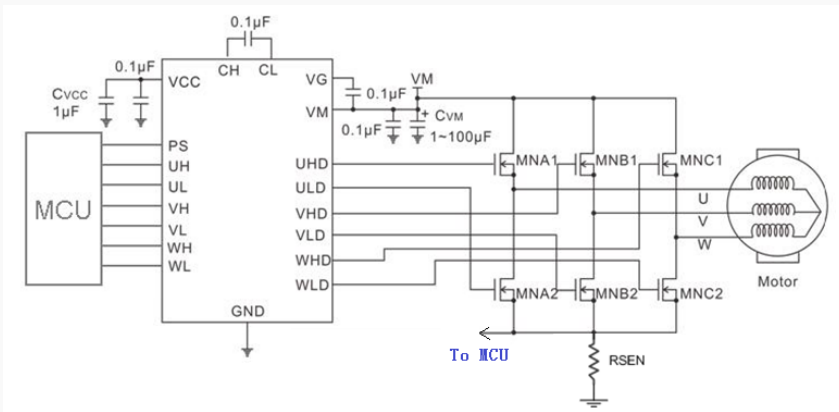 0.1μF
CH CL
0.1μF
VCC
CVCC
1μF
VG
VM
0.1μF
VM
0.1μF
+ CVM
1~100μF
MCU
PS
UH
UL
VH
VL
WH
WL
UHD
ULD
VHD
VLD
WHD
WLD
GND
MNA1
MNB1
MNC1
U
V
W
Motor
MNA2
MNB2
MNC2
To MCU
RSEN